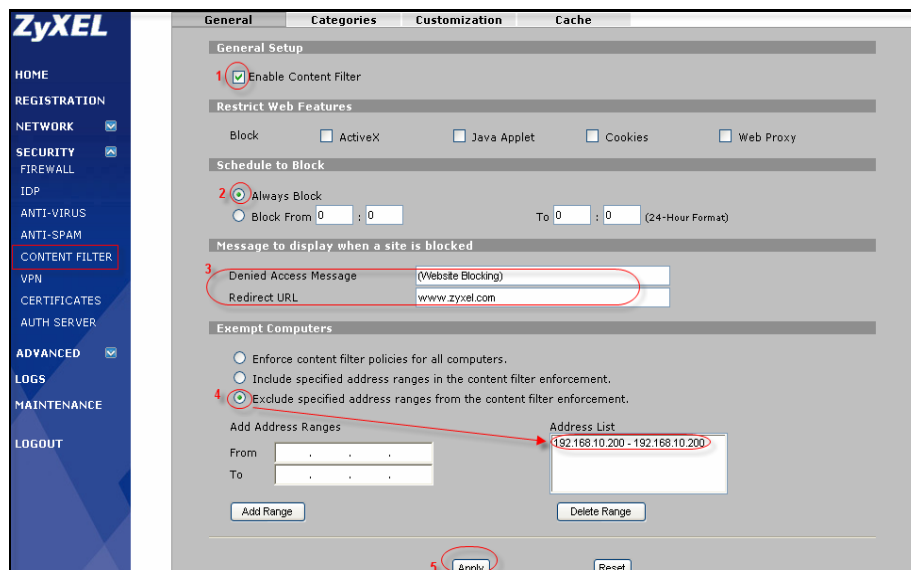 ZyXEL
HOME
REGISTRATION
NETWORK
SECURITY
FIREWALL
IDP
ANTI-VIRUS
ANTI-SPAM
CONTENT FILTER
VPN
CERTIFICATES
AUTH SERVER
ADVANCED
LOGS
MAINTENANCE
LOGOUT
General Categories Customization Cache
General Setup
1 Enable Content Filter
Restrict Web Features
Block ActiveX Java Applet Cookies Web Proxy
Schedule to Block
2 Always Block
Block From 0 : 0 To 0 : 0 (24-Hour Format)
Message to display when a site is blocked
3 Denied Access Message (Website Blocking)
Redirect URL www.zyxel.com
Exempt Computers
Enforce content filter policies for all computers.
Include specified address ranges in the content filter enforcement.
4 Exclude specified address ranges from the content filter enforcement.
Add Address Ranges Address List
From . . . 192.168.10.200 - 192.168.10.200
To . . .
Add Range Delete Range
5 Apply Reset